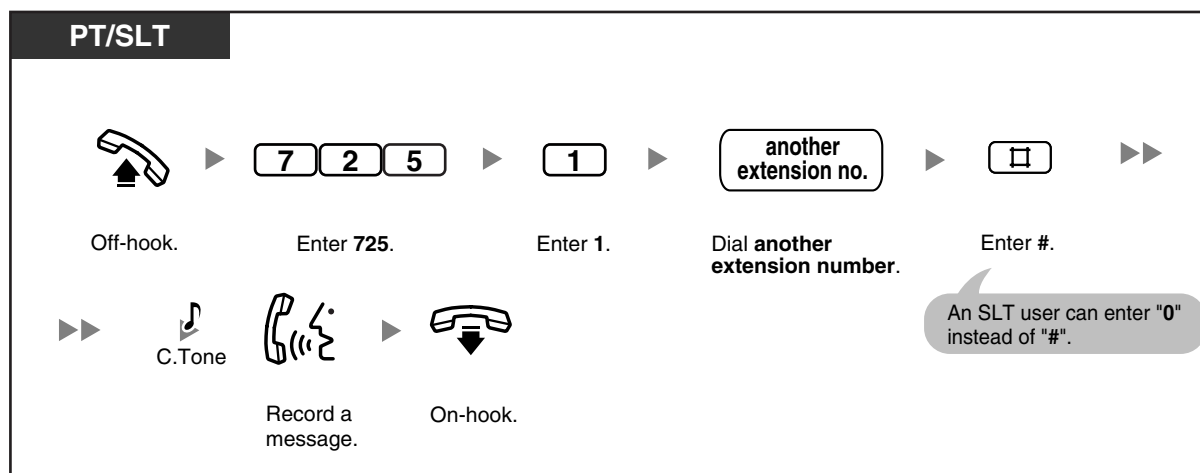 PT/SLT
7 2 5
1
another
extension no.
Off-hook.
Enter 725.
Enter 1.
Dial another
extension number.
Enter #.
An SLT user can enter "0"
instead of "#".
C.Tone
Record a
message.
On-hook.